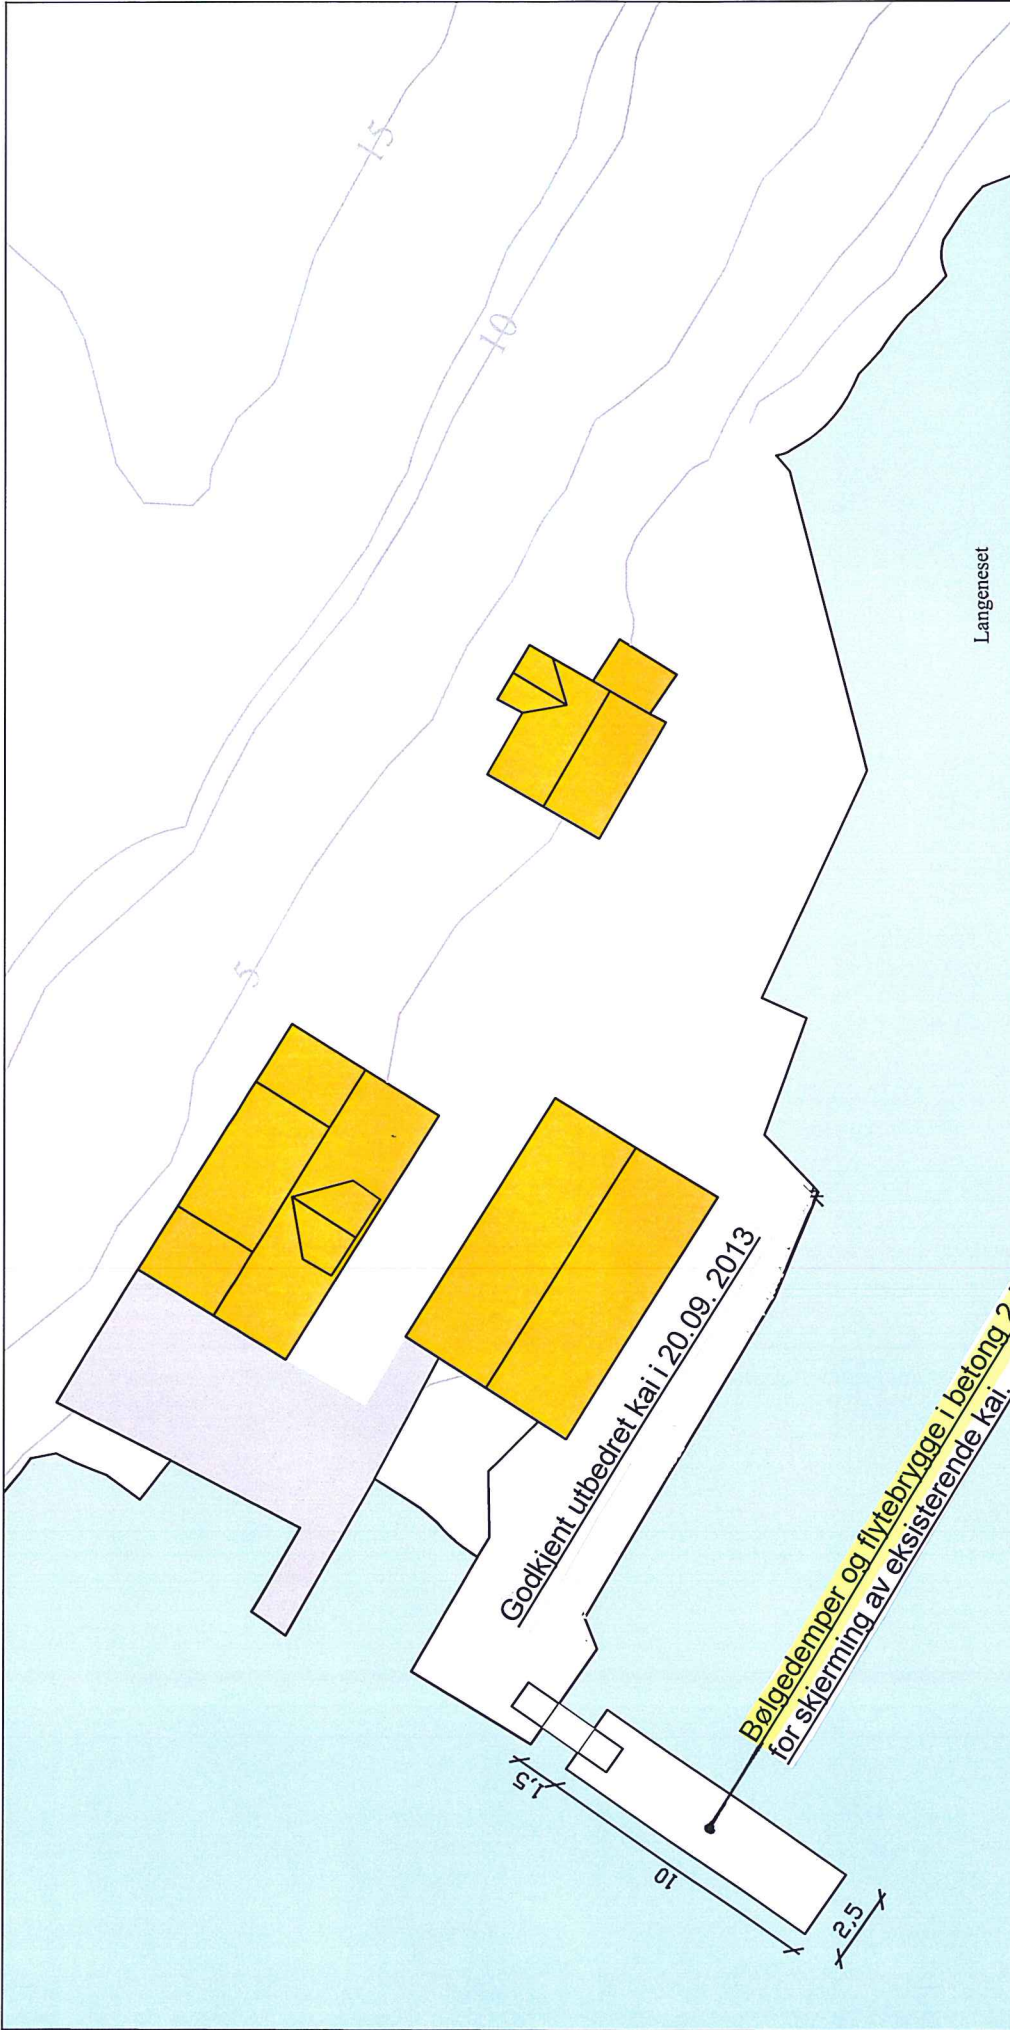 15
10
5
Langeneset
Godkjent utbedret kai i 20.09. 2013
Bølgedemper og flytebrygge i betong
for skjerming av eksisterende kai.
1,5
10
2,5